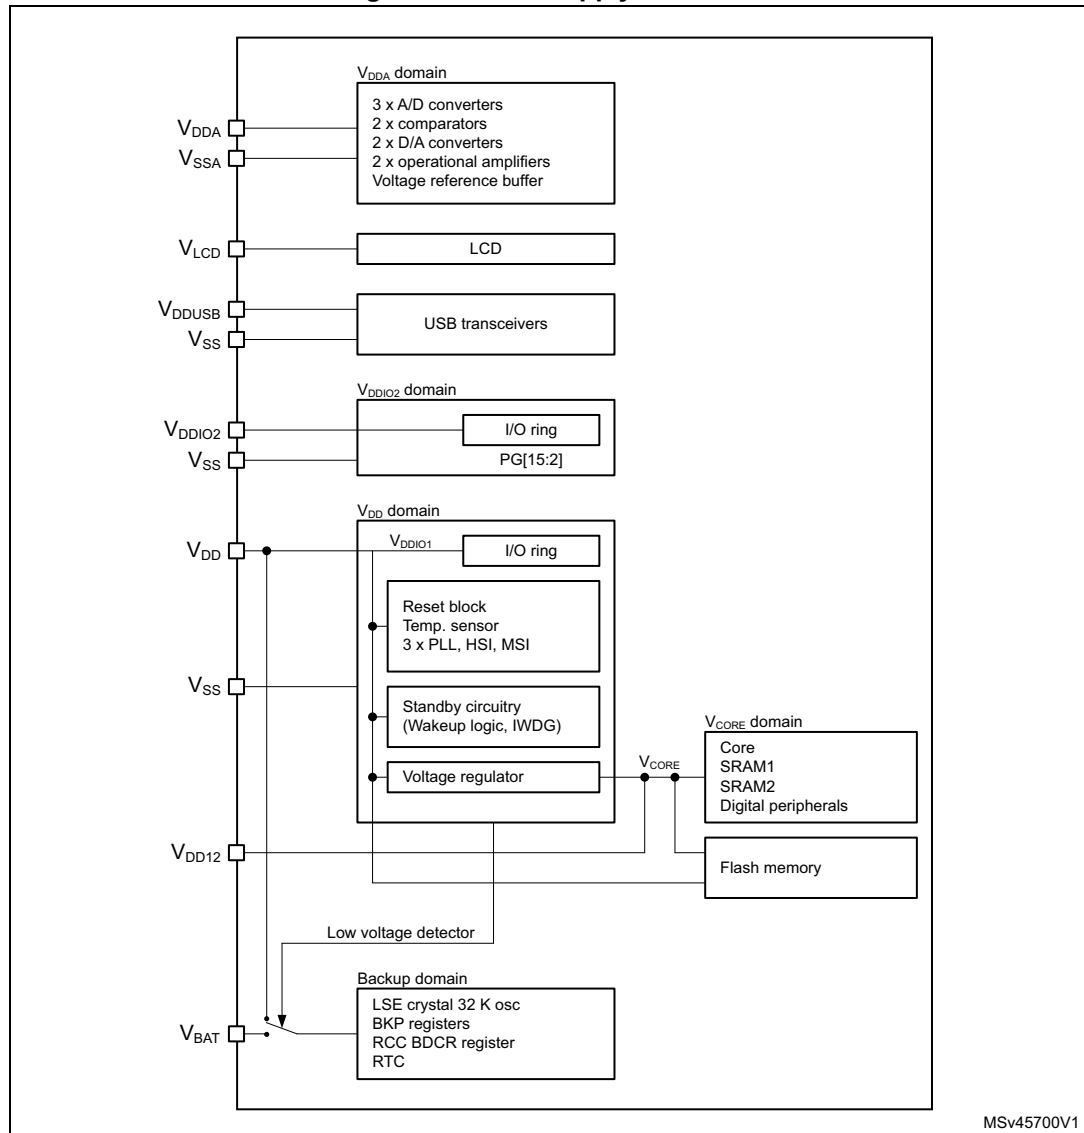 VDDA domain
3 x A/D converters
2 x comparators
2 x D/A converters
2 x operational amplifiers
Voltage reference buffer
VDDA
VSSA
VLCD
LCD
VDDUSB
USB transceivers
VSS
VDDIO2 domain
VDDIO2
I/O ring
VSS
PG[15:2]
VDD domain
VDD
VDDIO1
I/O ring
Reset block
Temp. sensor
3 x PLL, HSI, MSI
VSS
Standby circuitry
(Wakeup logic, IWDG)
Voltage regulator
VCORE
VCORE domain
Core
SRAM1
SRAM2
Digital peripherals
VDD12
Flash memory
Low voltage detector
Backup domain
LSE crystal 32 K osc
BKP registers
RCC BDCR register
RTC
VBAT
MSv45700V1